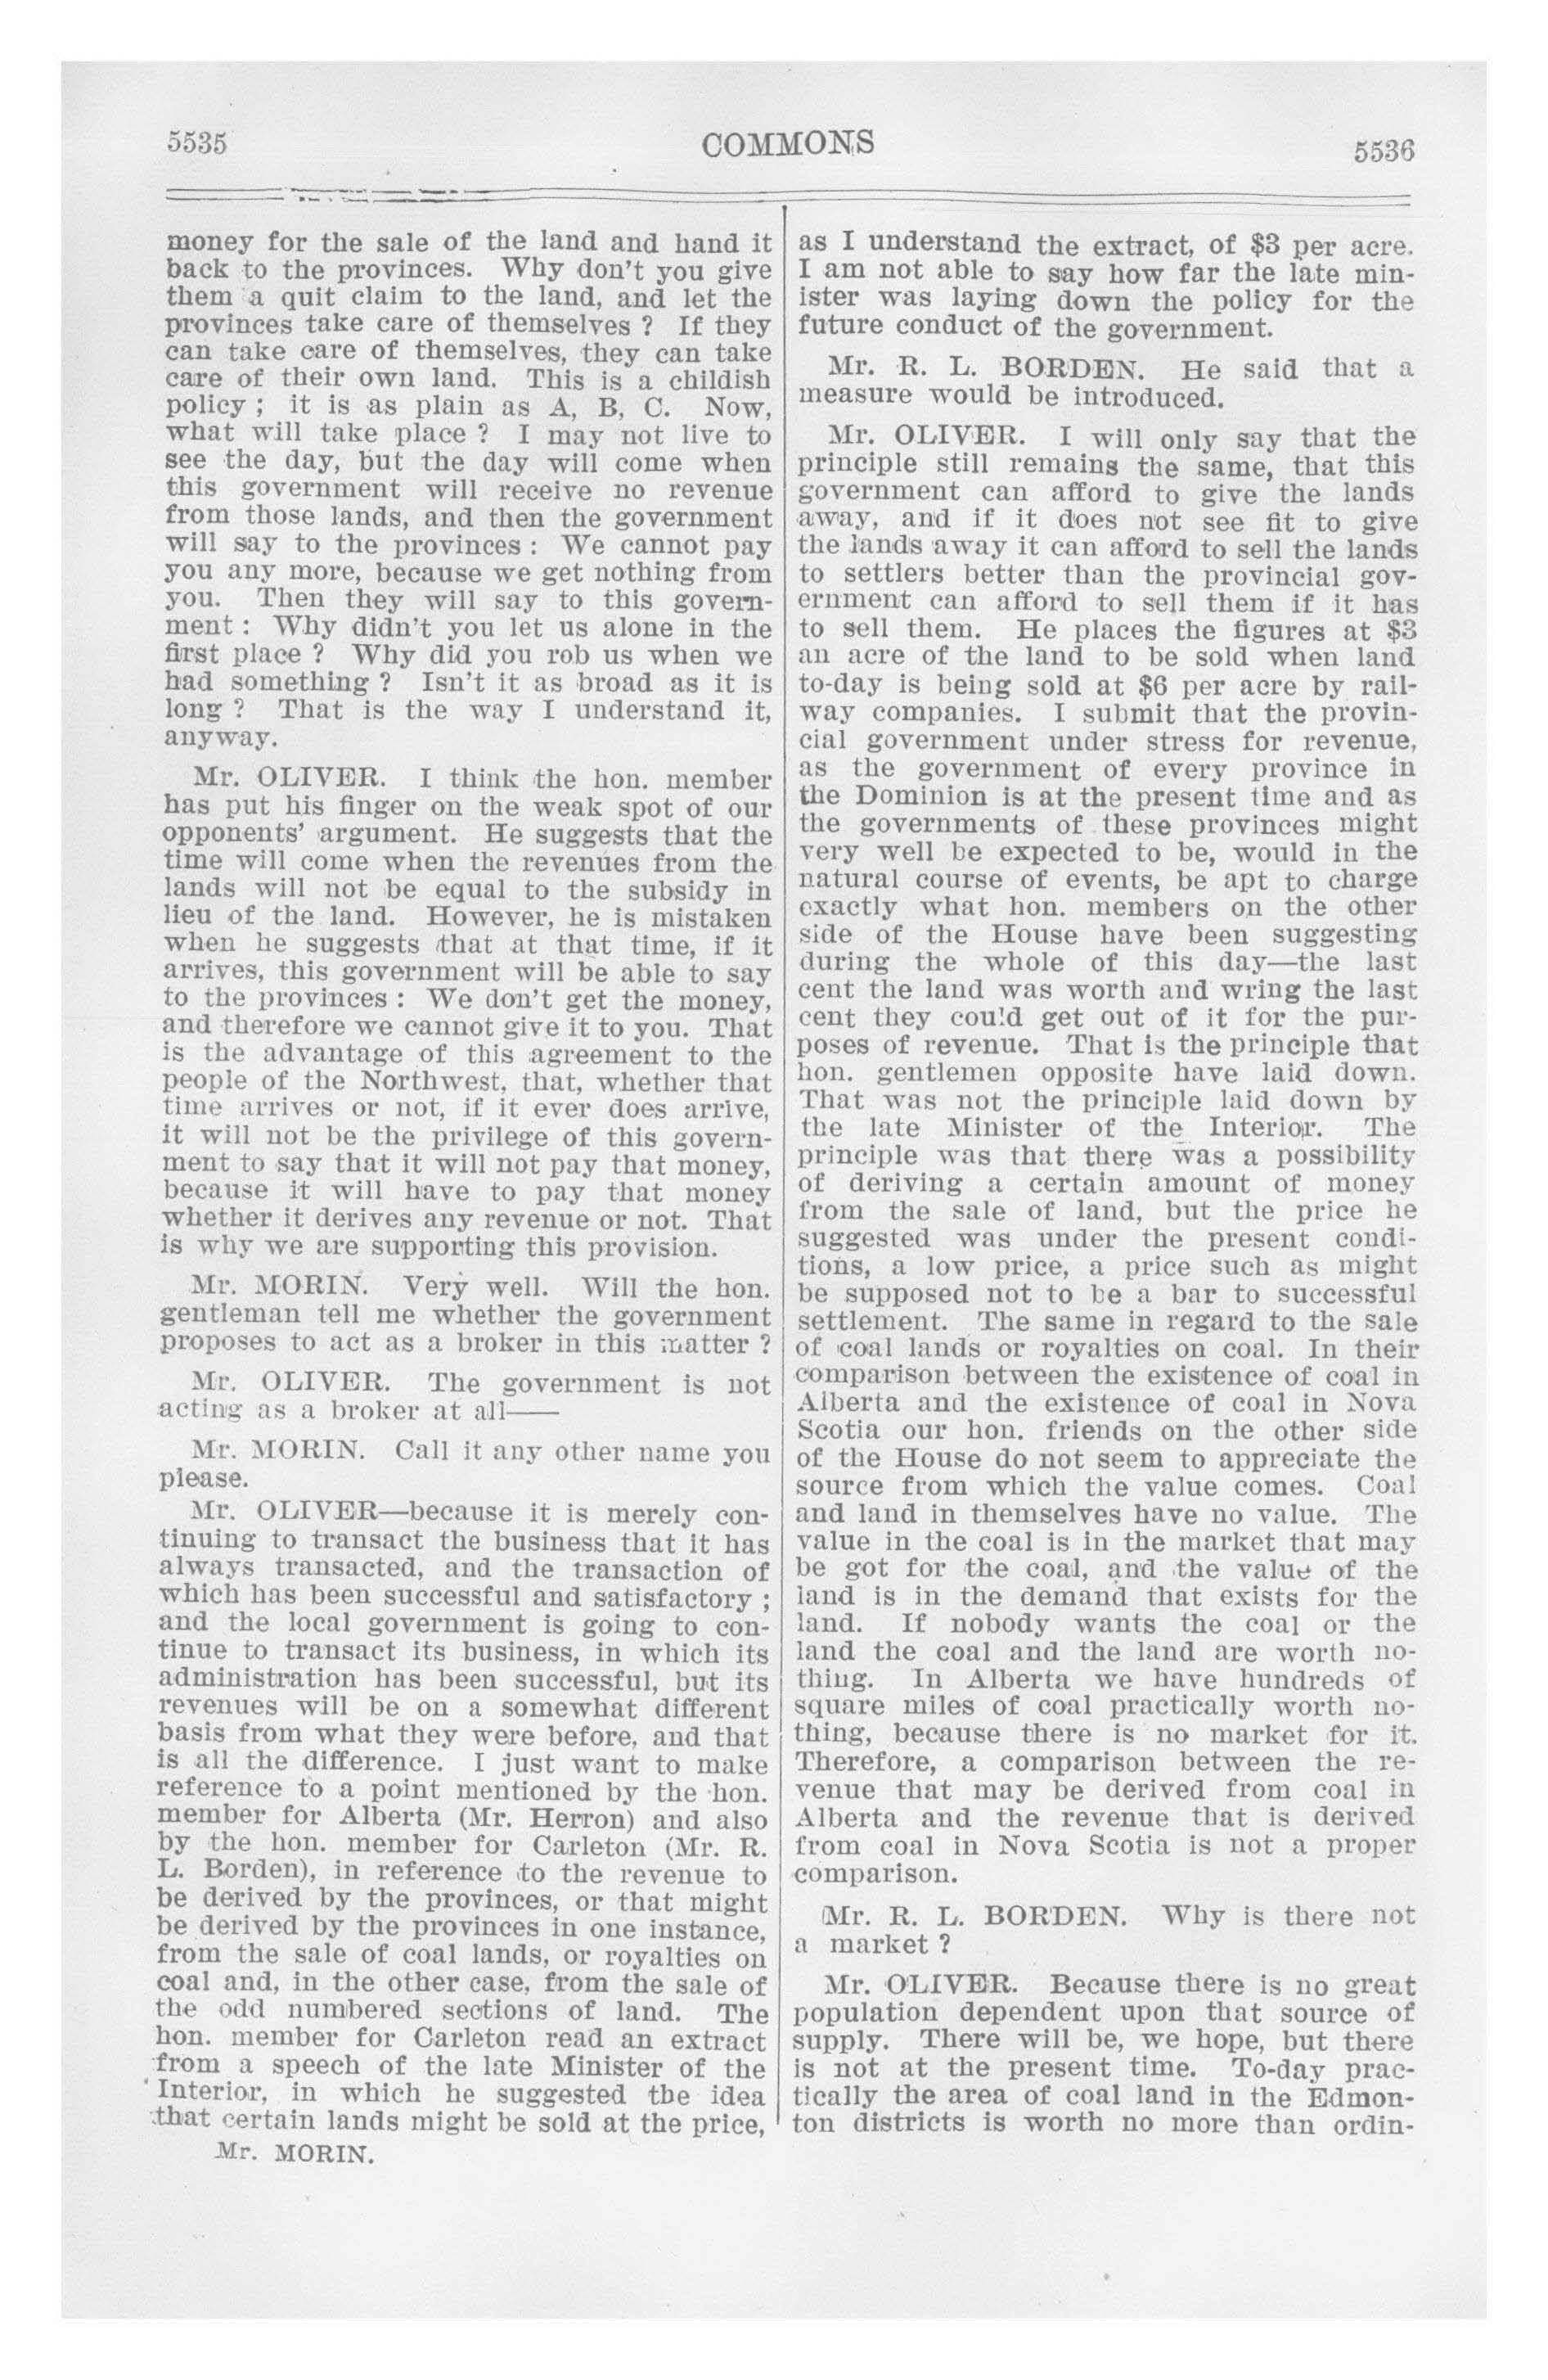 5535
COMMONS
5536
money for the sale of the land and hand it
back to the provinces. Why don't you give
them a quit claim to the land, and let the
provinces take care of themselves ? If they
can take care of themselves, they can take
care of their own land. This is a childish
policy ; it is as plain as A, B, C. Now,
what will take place ? I may not live to
see the day, but the day will come when
this government will receive no revenue
from those lands, and then the government
will say to the provinces : We cannot pay
you any more, because we get nothing from
you. Then they will say to this govern-
ment : Why didn't you let us alone in the
first place ? Why did you rob us when we
had something ? Isn't it as broad as it is
long ? That is the way I understand it,
anyway.
Mr. OLIVER. I think the hon. member
has put his finger on the weak spot of our
opponents' argument. He suggests that the
time will come when the revenues from the
lands will not be equal to the subsidy in
lieu of the land. However, he is mistaken
when he suggests that at that time, if it
arrives, this government will be able to say
to the provinces : We don't get the money,
and therefore we cannot give it to you. That
is the advantage of this agreement to the
people of the Northwest, that, whether that
time arrives or not, if it ever does arrive,
it will not be the privilege of this govern-
ment to say that it will not pay that money,
because it will have to pay that money
whether it derives any revenue or not. That
is why we are supporting this provision.
Mr. MORIN. Very well. Will the hon.
gentleman tell me whether the government
proposes to act as a broker in this matter ?
Mr. OLIVER. The government is not
acting as a broker at all——
Mr. MORIN. Call it any other name you
please.
Mr. OLIVER—because it is merely con-
tinuing to transact the business that it has
always transacted, and the transaction of
which has been successful and satisfactory ;
and the local government is going to con-
tinue to transact its business, in which its
administration has been successful, but its
revenues will be on a somewhat different
basis from what they were before, and that
is all the difference. I just want to make
reference to a point mentioned by the hon.
member for Alberta (Mr. Herron) and also
by the hon. member for Carleton (Mr. R.
L. Borden), in reference to the revenue to
be derived by the provinces, or that might
be derived by the provinces in one instance,
from the sale of coal lands, or royalties on
coal and, in the other case, from the sale of
the odd numbered sections of land. The
hon. member for Carleton read an extract
from a speech of the late Minister of the
Interior, in which he suggested the idea
that certain lands might be sold at the price,
Mr. MORIN.
as I understand the extract, of $3 per acre.
I am not able to say how far the late min-
ister was laying down the policy for the
future conduct of the government.
Mr. R. L. BORDEN. He said that a
measure would be introduced.
Mr. OLIVER. I will only say that the
principle still remains the same, that this
government can afford to give the lands
away, and if it does not see fit to give
the lands away it can afford to sell the lands
to settlers better than the provincial gov-
ernment can afford to sell them if it has
to sell them. He places the figures at $3
an acre of the land to be sold when land
to-day is being sold at $6 per acre by rail-
way companies. I submit that the provin-
cial government under stress for revenue,
as the government of every province in
the Dominion is at the present time and as
the governments of these provinces might
very well be expected to be, would in the
natural course of events, be apt to charge
exactly what hon. members on the other
side of the House have been suggesting
during the whole of this day—the last
cent the land was worth and wring the last
cent they could get out of it for the pur-
poses of revenue. That is the principle that
hon. gentlemen opposite have laid down.
That was not the principle laid down by
the late Minister of the Interior. The
principle was that there was a possibility
of deriving a certain amount of money
from the sale of land, but the price he
suggested was under the present condi-
tions, a low price, a price such as might
be supposed not to be a bar to successful
settlement. The same in regard to the sale
of coal lands or royalties on coal. In their
comparison between the existence of coal in
Alberta and the existence of coal in Nova
Scotia our hon. friends on the other side
of the House do not seem to appreciate the
source from which the value comes. Coal
and land in themselves have no value. The
value in the coal is in the market that may
be got for the coal, and the value of the
land is in the demand that exists for the
land. If nobody wants the coal or the
land the coal and the land are worth no-
thing. In Alberta we have hundreds of
square miles of coal practically worth no-
thing, because there is no market for it.
Therefore, a comparison between the re-
venue that may be derived from coal in
Alberta and the revenue that is derived
from coal in Nova Scotia is not a proper
comparison.
Mr. R. L. BORDEN. Why is there not
a market ?
Mr. OLIVER. Because there is no great
population dependent upon that source of
supply. There will be, we hope, but there
is not at the present time. To-day prac-
tically the area of coal land in the Edmon-
ton districts is worth no more than ordin-